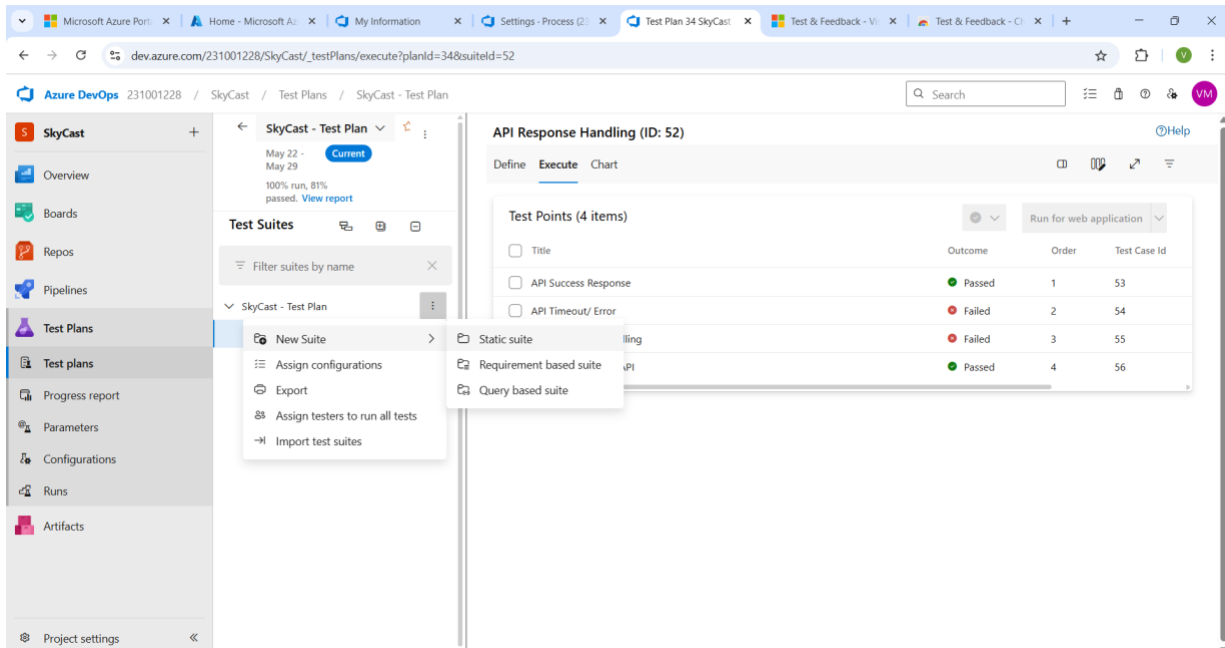 Microsoft Azure Port
Home - Microsoft Az
My Information
Settings - Process (2
Test Plan 34 SkyCast
Test & Feedback - Vi
Test & Feedback - Ch
dev.azure.com/231001228/SkyCast/_testPlans/execute?planId=34&suiteId=52
V
Azure DevOps 231001228 / SkyCast / Test Plans / SkyCast - Test Plan
Search
VM
S SkyCast
Overview
Boards
Repos
Pipelines
Test Plans
Test plans
Progress report
Parameters
Configurations
Runs
Artifacts
Project settings
SkyCast - Test Plan
May 22 -
May 29
Current
100% run, 81%
passed. View report
Test Suites
Filter suites by name
SkyCast - Test Plan
New Suite
Assign configurations
Export
Assign testers to run all tests
Import test suites
Static suite
Requirement based suite
Query based suite
API Response Handling (ID: 52)
Help
Define Execute Chart
Test Points (4 items)
Run for web application
Title Outcome Order Test Case Id
API Success Response Passed 1 53
API Timeout/ Error Failed 2 54
lling Failed 3 55
API Passed 4 56